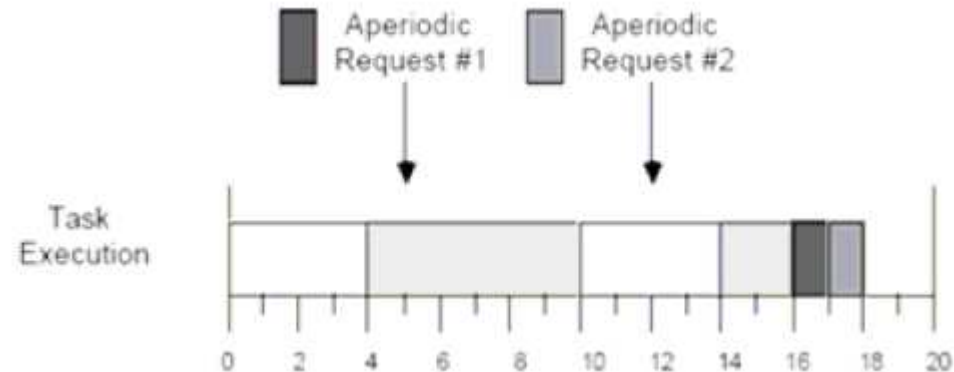 Aperiodic
Request #1
Aperiodic
Request #2
Task
Execution
0 2 4 6 8 10 12 14 16 18 20